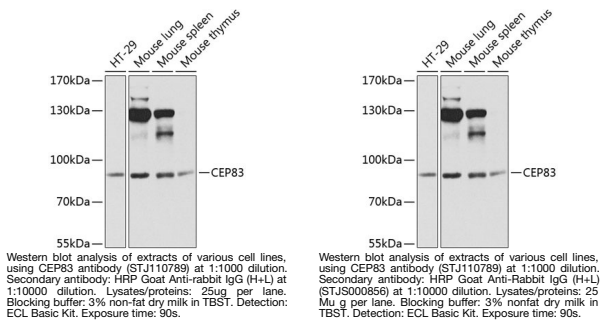 HT-29
Mouse lung
Mouse spleen
Mouse thymus
170kDa
130kDa
100kDa
70kDa
55kDa
CEP83
Western blot analysis of extracts of various cell lines,
using CEP83 antibody (STJ110789) at 1:1000 dilution.
Secondary antibody: HRP Goat Anti-rabbit IgG (H+L) at
1:10000 dilution. Lysates/proteins: 25ug per lane.
Blocking buffer: 3% non-fat dry milk in TBST. Detection:
ECL Basic Kit. Exposure time: 90s.
HT-29
Mouse lung
Mouse spleen
Mouse thymus
170kDa
130kDa
100kDa
70kDa
55kDa
CEP83
Western blot analysis of extracts of various cell lines,
using CEP83 antibody (STJ110789) at 1:1000 dilution.
Secondary antibody: HRP Goat Anti-Rabbit IgG (H+L)
(STJS000856) at 1:10000 dilution. Lysates/proteins: 25
Mu g per lane. Blocking buffer: 3% nonfat dry milk in
TBST. Detection: ECL Basic Kit. Exposure time: 90s.